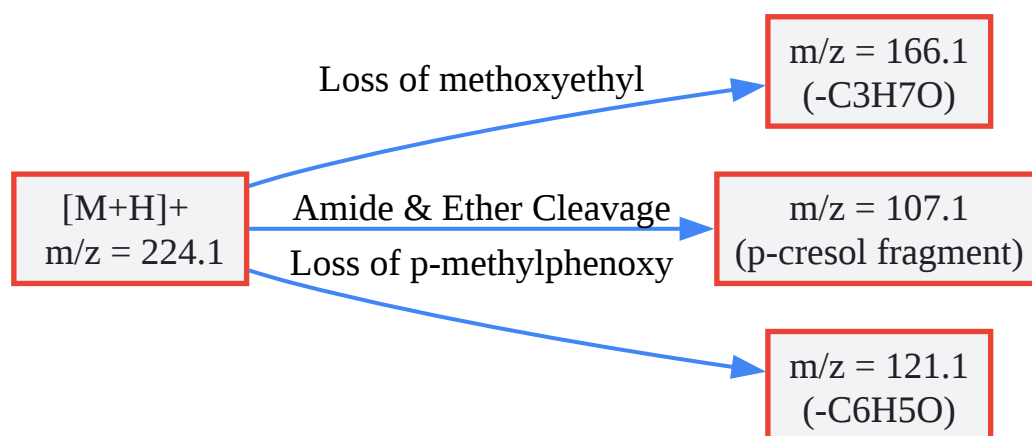 m/z = 166.1
(-C3H7O)
Loss of methoxyethyl
[M+H]+
m/z = 224.1
Amide & Ether Cleavage
m/z = 107.1
(p-cresol fragment)
Loss of p-methylphenoxy
m/z = 121.1
(-C6H5O)